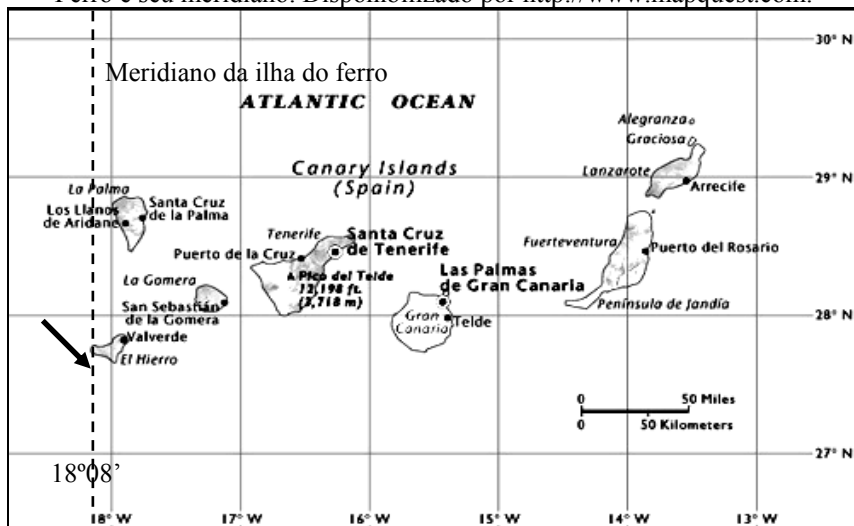 Ferro e seu meridiano. Disponibilizado por http://www.mapquest.com.
30° N
Meridiano da ilha do ferro
ATLANTIC OCEAN
Alegranza
Graciosa
Canary Islands
(Spain)
Lanzarote
29° N
Arrecife
La Palma
Los Llanos
de Aridane
Santa Cruz
de la Palma
Tenerife
Santa Cruz
de Tenerife
Puerto de la Cruz
Fuerteventura
Puerto del Rosario
La Gomera
Pico del Teide
12,198 ft.
(3,718 m)
Las Palmas
de Gran Canaria
San Sebastián
de la Gomera
Península de Jandía
28° N
Gran
Canaria
Telde
Valverde
El Hierro
0 50 Miles
0 50 Kilometers
27° N
18º08’
18° W 17° W 16° W 15° W 14° W 13° W